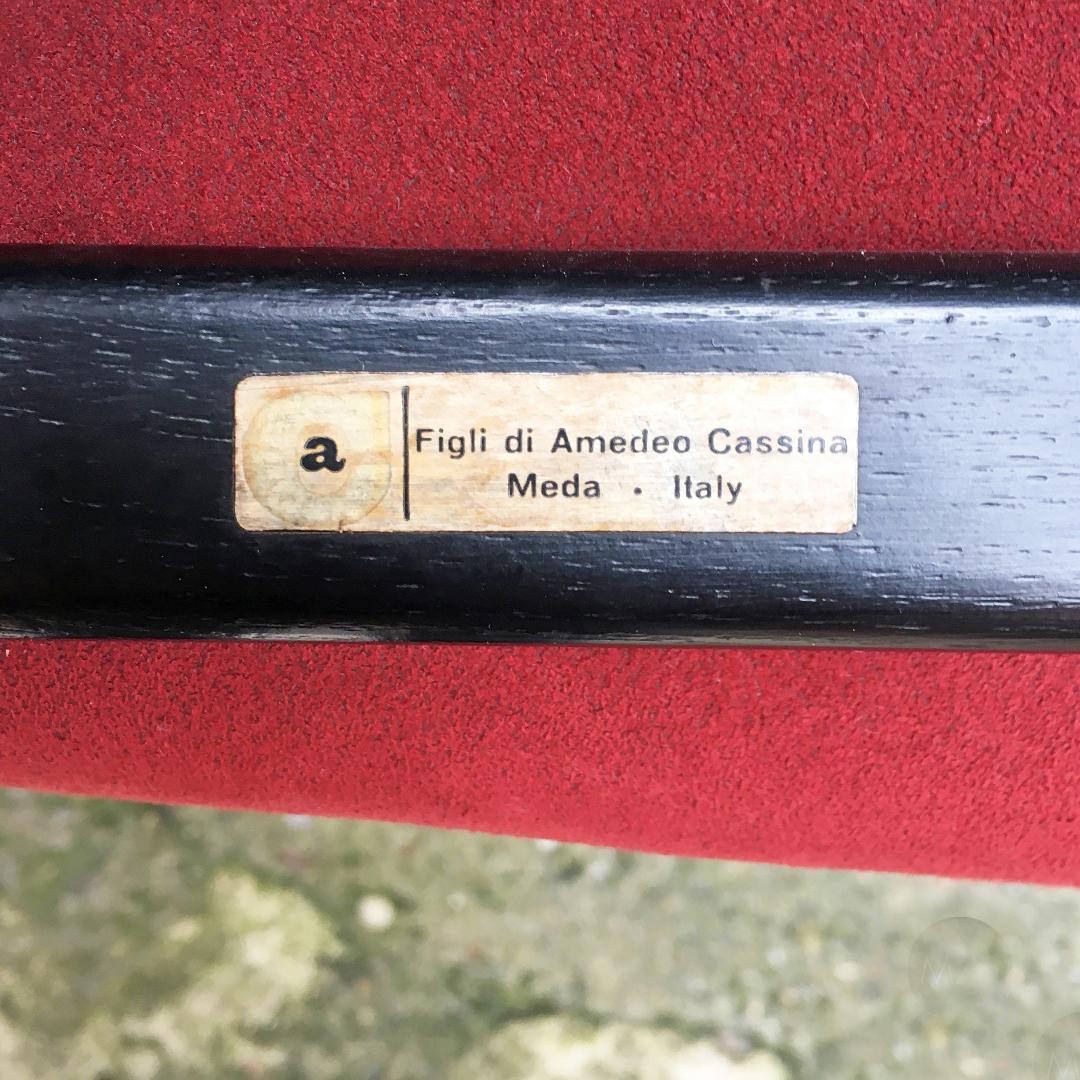 a
Figli di Amedeo Cassina
Meda · Italy